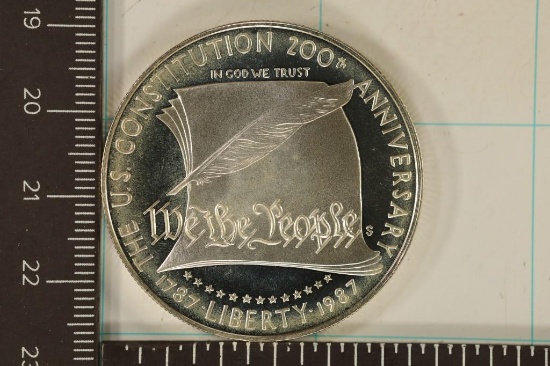 THE U.S. CONSTITUTION 200TH ANNIVERSARY
IN GOD WE TRUST
We the People
S
1787 LIBERTY 1987
19
20
21
22
23